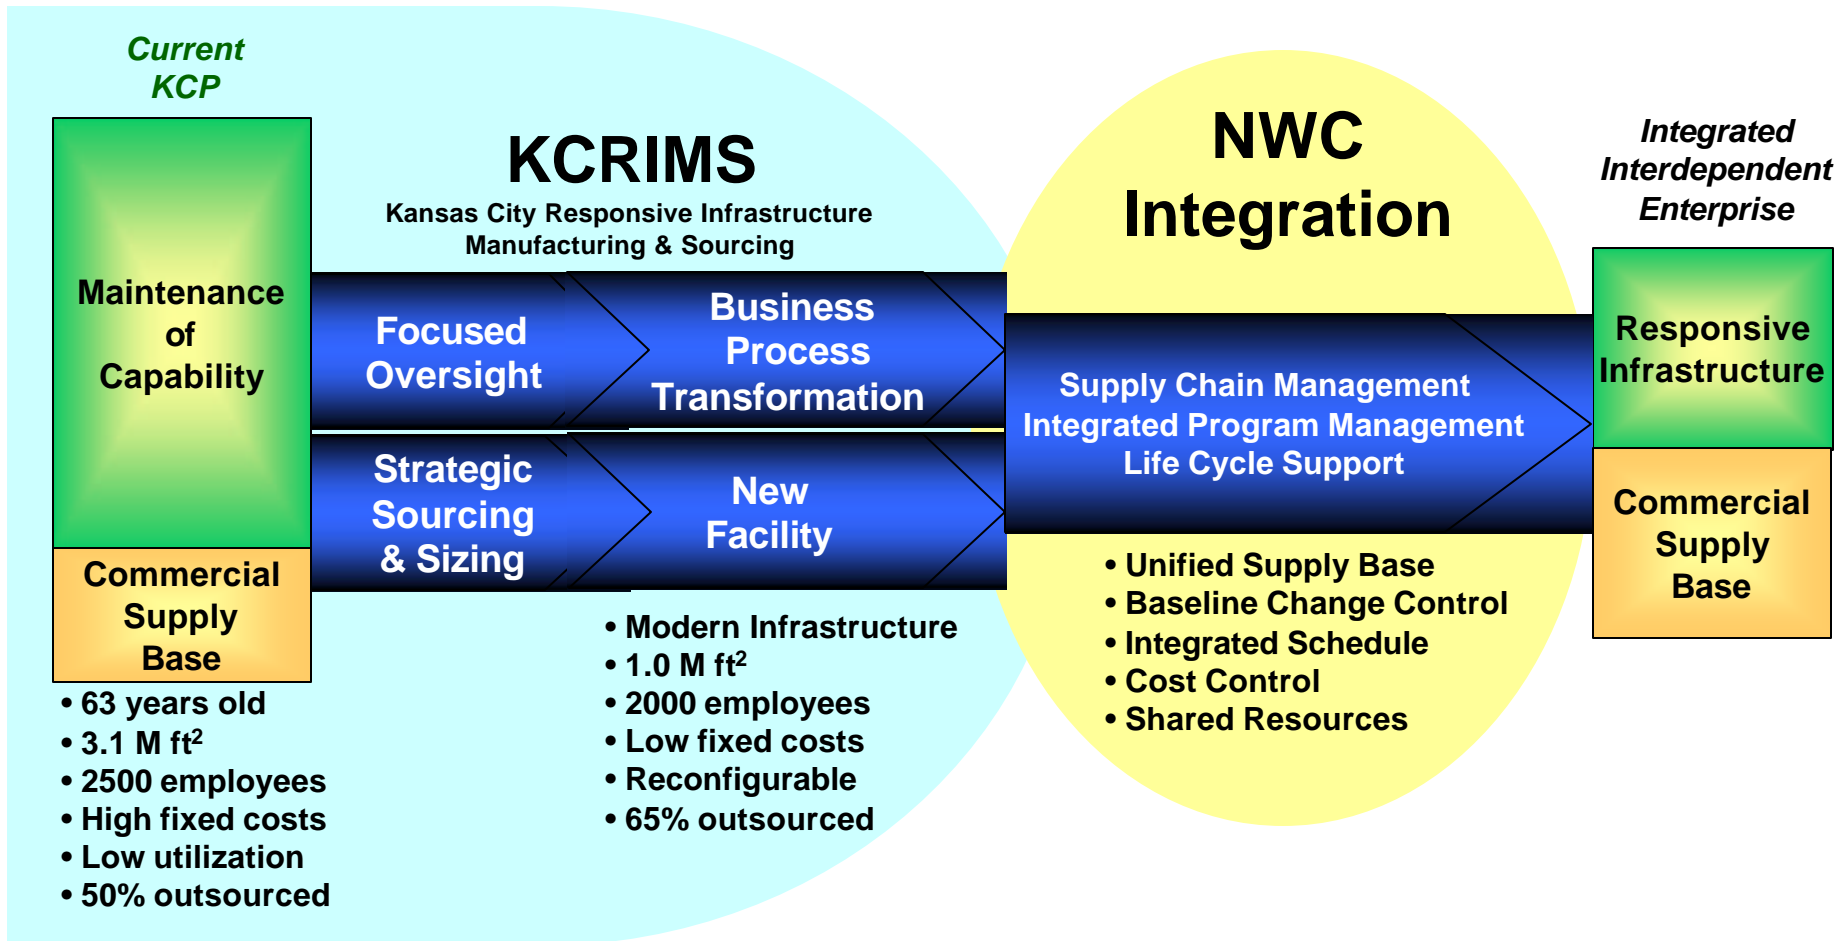 Current
KCP
Maintenance
of
Capability
Commercial
Supply
Base
• 63 years old
• 3.1 M ft²
• 2500 employees
• High fixed costs
• Low utilization
• 50% outsourced
KCRIMS
Kansas City Responsive Infrastructure
Manufacturing & Sourcing
Focused
Oversight
Business
Process
Transformation
Strategic
Sourcing
& Sizing
New
Facility
• Modern Infrastructure
• 1.0 M ft²
• 2000 employees
• Low fixed costs
• Reconfigurable
• 65% outsourced
NWC
Integration
Supply Chain Management
Integrated Program Management
Life Cycle Support
• Unified Supply Base
• Baseline Change Control
• Integrated Schedule
• Cost Control
• Shared Resources
Integrated
Interdependent
Enterprise
Responsive
Infrastructure
Commercial
Supply
Base